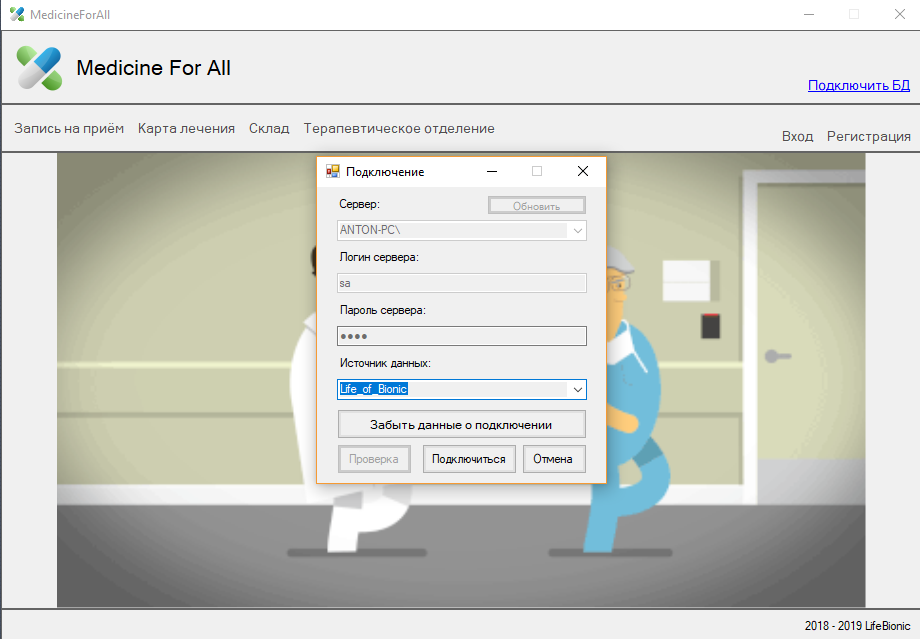 MedicineForAll
Medicine For All
Подключить БД
Запись на приём Карта лечения Склад Терапевтическое отделение
Вход Регистрация
Подключение
Сервер:
Обновить
ANTON-PC\
Логин сервера:
sa
Пароль сервера:
••••
Источник данных:
Life_of_Bionic
Забыть данные о подключении
Проверка Подключиться Отмена
2018 - 2019 LifeBionic